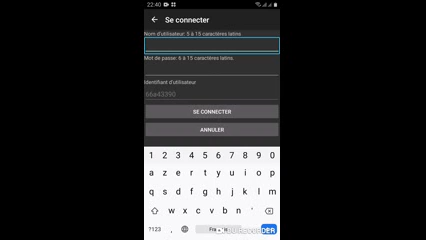 22:40
Se connecter
Nom d'utilisateur: 5 à 15 caractères latins
Mot de passe: 6 à 15 caractères latins.
Identifiant d'utilisateur
66a43390
SE CONNECTER
ANNULER
1 2 3 4 5 6 7 8 9 0
a z e r t y u i o p
q s d f g h j k l m
w x c v b n '
?123 ,